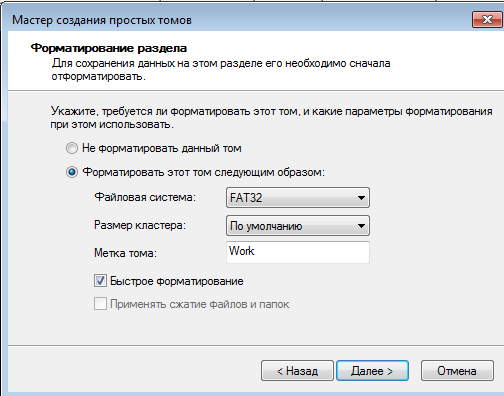 Мастер создания простых томов
Форматирование раздела
Для сохранения данных на этом разделе его необходимо сначала
отформатировать.
Укажите, требуется ли форматировать этот том, и какие параметры форматирования
при этом использовать.
Не форматировать данный том
Форматировать этот том следующим образом:
Файловая система: FAT32
Размер кластера: По умолчанию
Метка тома: Work
Быстрое форматирование
Применять сжатие файлов и папок
< Назад Далее > Отмена